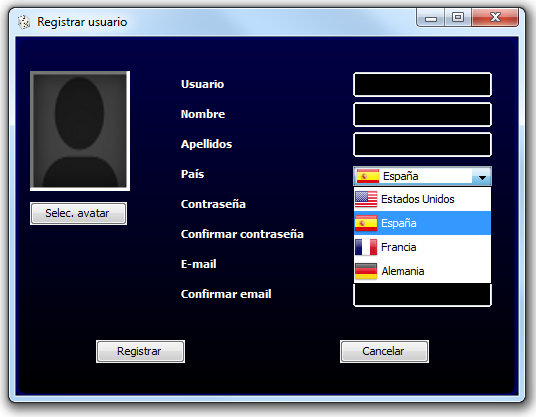 Registrar usuario
Usuario
Nombre
Apellidos
País
España
Estados Unidos
España
Francia
Alemania
Selec. avatar
Contraseña
Confirmar contraseña
E-mail
Confirmar email
Registrar
Cancelar